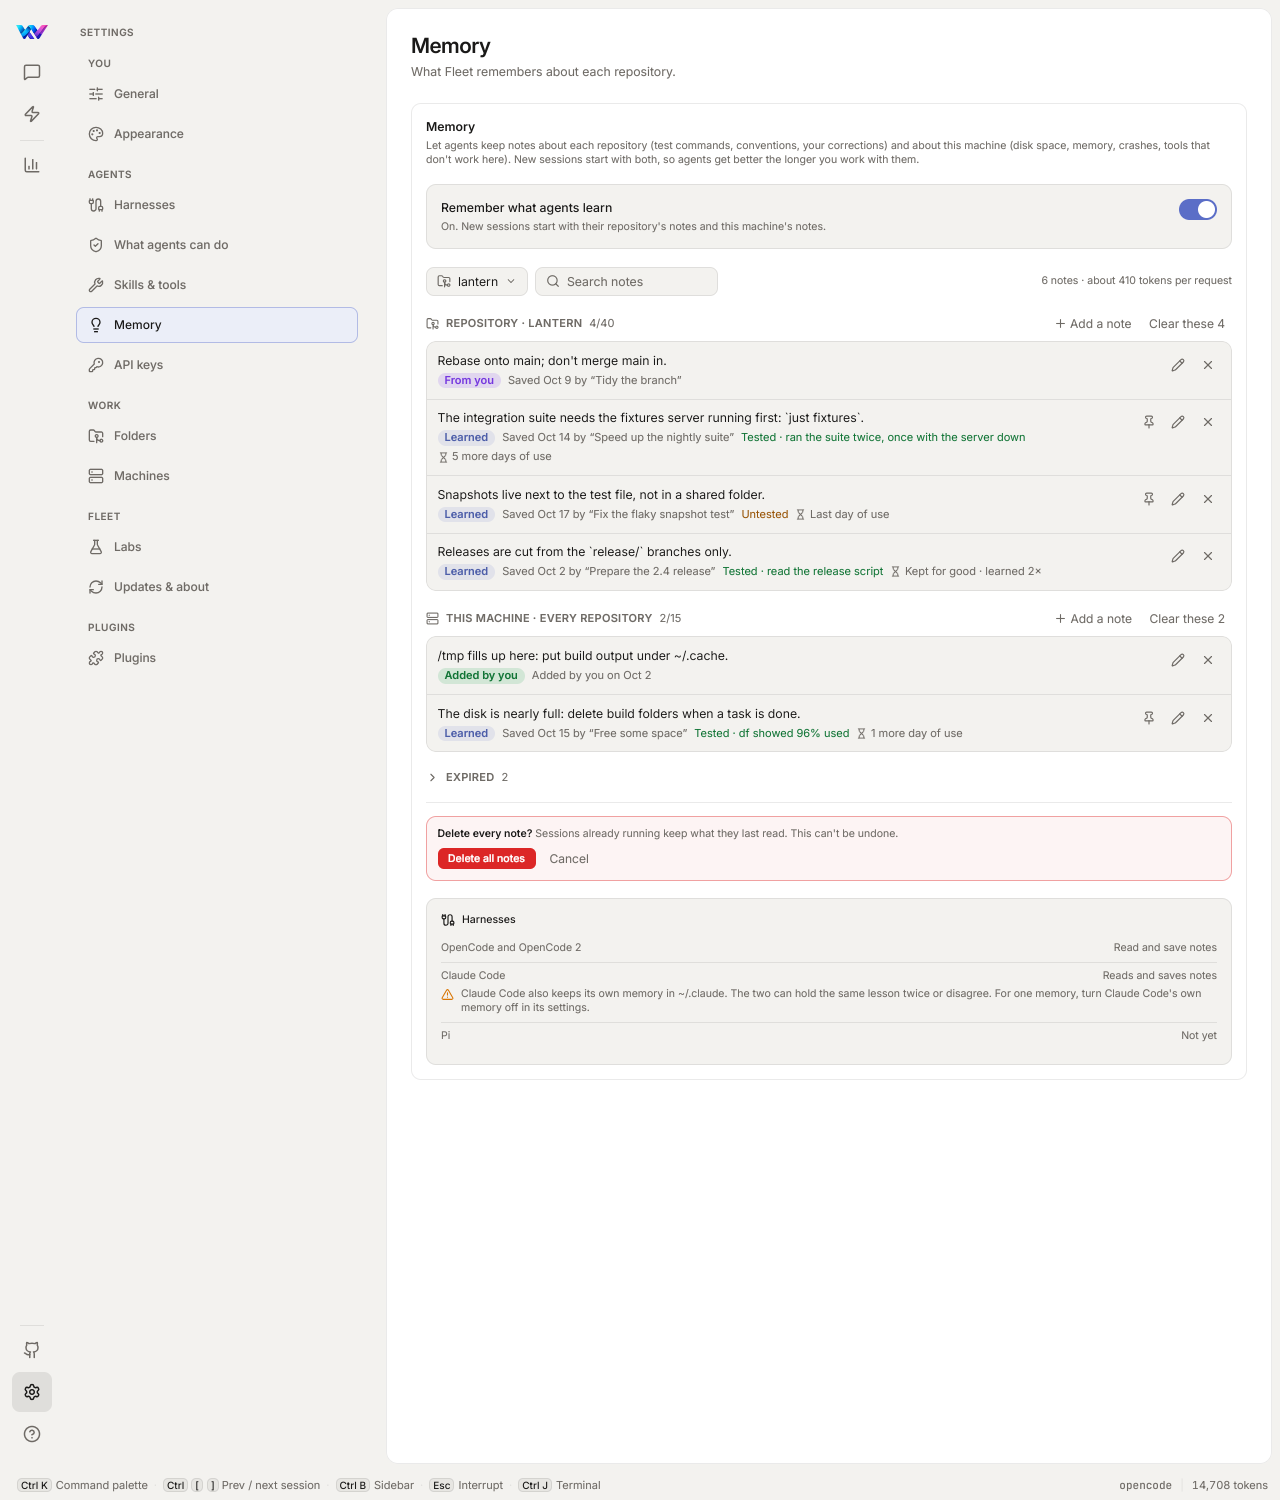 SETTINGS
YOU
General
Appearance
AGENTS
Harnesses
What agents can do
Skills & tools
Memory
API keys
WORK
Folders
Machines
FLEET
Labs
Updates & about
PLUGINS
Plugins
Memory
What Fleet remembers about each repository.
Memory
Let agents keep notes about each repository (test commands, conventions, your corrections) and about this machine (disk space, memory, crashes, tools that
don't work here). New sessions start with both, so agents get better the longer you work with them.
Remember what agents learn
On. New sessions start with their repository's notes and this machine's notes.
lantern Search notes 6 notes · about 410 tokens per request
REPOSITORY · LANTERN 4/40 Add a note Clear these 4
Rebase onto main; don't merge main in.
From you Saved Oct 9 by “Tidy the branch”
The integration suite needs the fixtures server running first: `just fixtures`.
Learned Saved Oct 14 by “Speed up the nightly suite” Tested · ran the suite twice, once with the server down
5 more days of use
Snapshots live next to the test file, not in a shared folder.
Learned Saved Oct 17 by “Fix the flaky snapshot test” Untested Last day of use
Releases are cut from the `release/` branches only.
Learned Saved Oct 2 by “Prepare the 2.4 release” Tested · read the release script Kept for good · learned 2×
THIS MACHINE · EVERY REPOSITORY 2/15 Add a note Clear these 2
/tmp fills up here: put build output under ~/.cache.
Added by you Added by you on Oct 2
The disk is nearly full: delete build folders when a task is done.
Learned Saved Oct 15 by “Free some space” Tested · df showed 96% used 1 more day of use
EXPIRED 2
Delete every note? Sessions already running keep what they last read. This can't be undone.
Delete all notes Cancel
Harnesses
OpenCode and OpenCode 2 Read and save notes
Claude Code Reads and saves notes
Claude Code also keeps its own memory in ~/.claude. The two can hold the same lesson twice or disagree. For one memory, turn Claude Code's own
memory off in its settings.
Pi Not yet
Ctrl K Command palette Ctrl [ ] Prev / next session Ctrl B Sidebar Esc Interrupt Ctrl J Terminal opencode 14,708 tokens